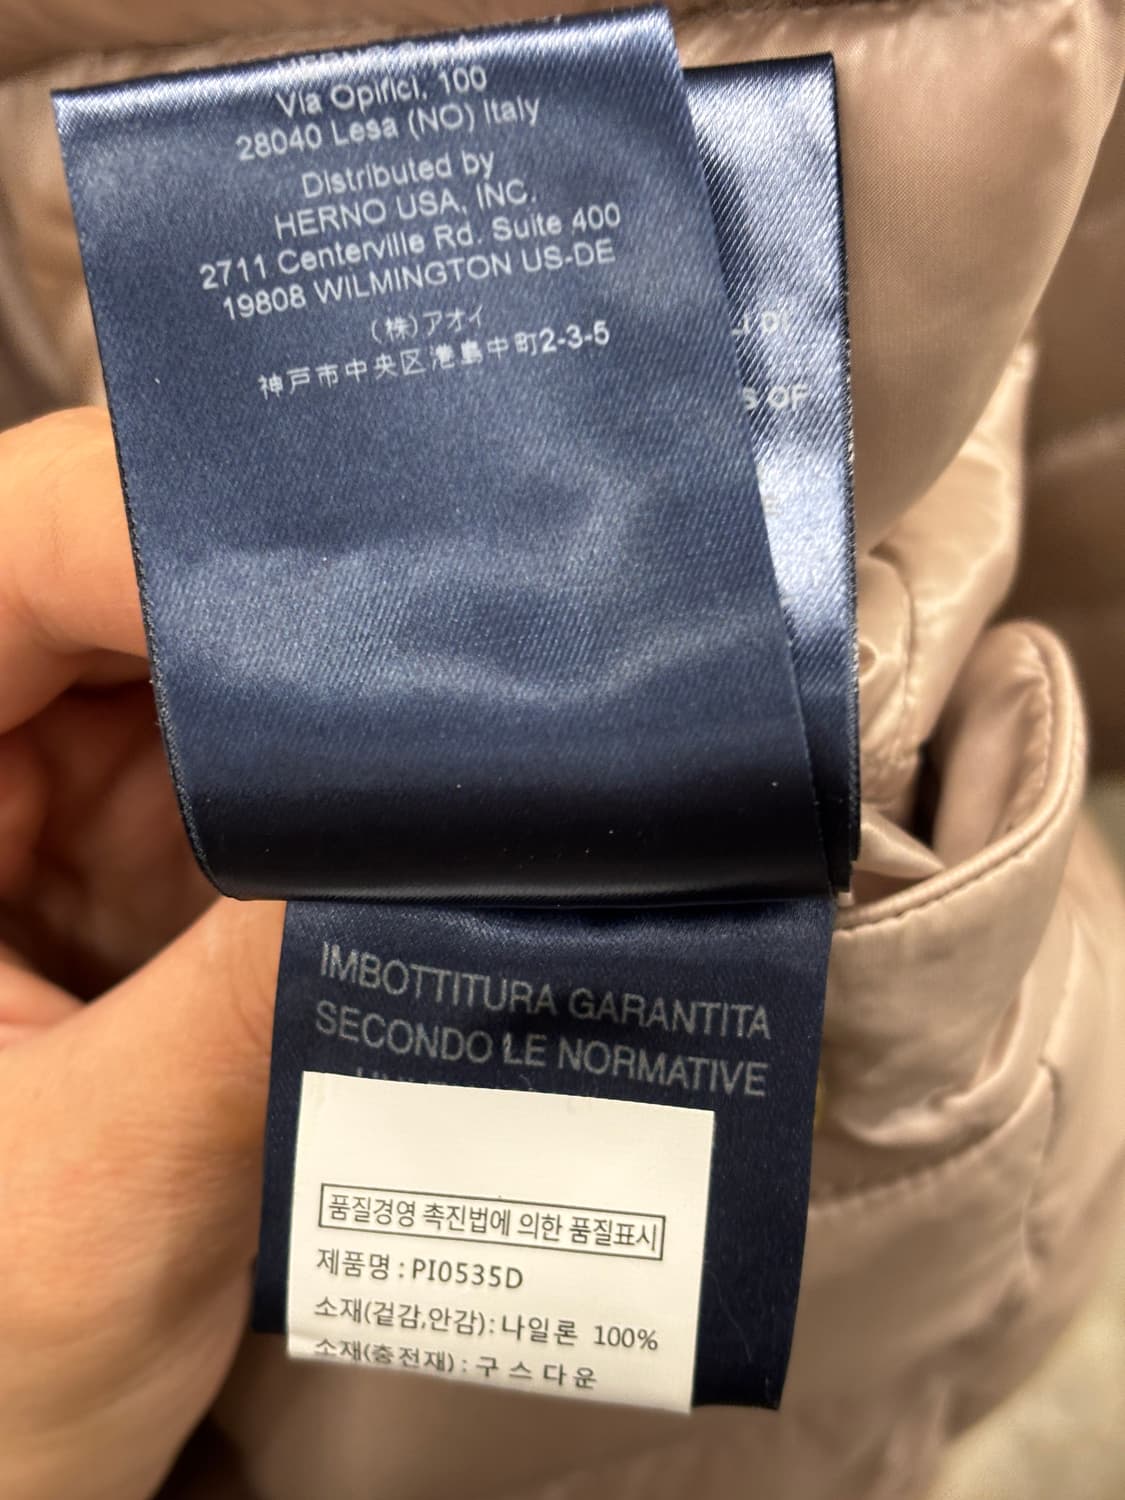 Via Opifici, 100
28040 Lesa (NO) Italy
Distributed by
HERNO USA, INC.
2711 Centerville Rd. Suite 400
19808 WILMINGTON US-DE
(株)アオイ
神戸市中央区港島中町2-3-5
OF
IMBOTTITURA GARANTITA
SECONDO LE NORMATIVE
품질경영 촉진법에 의한 품질표시
제품명 : PI0535D
소재(겉감,안감) : 나일론 100%
소재(충전재) : 구스다운